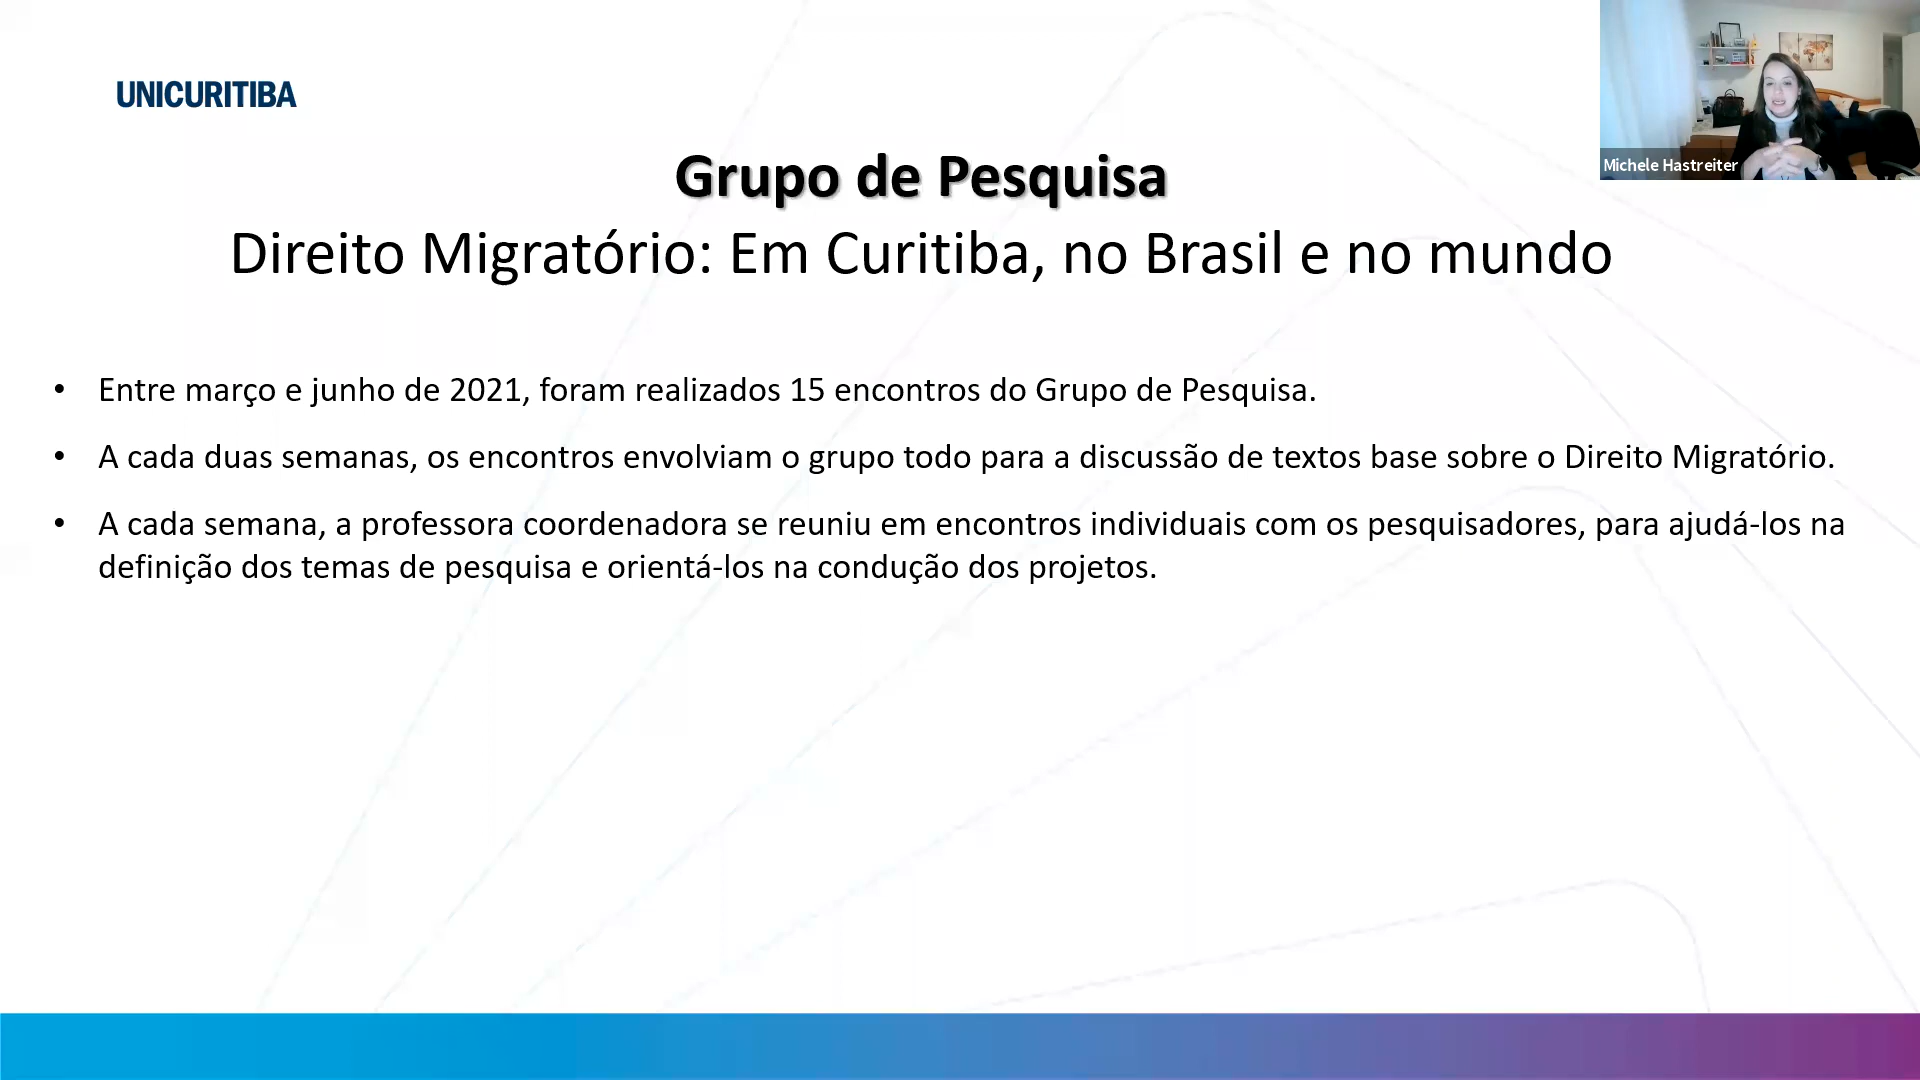 UNICURITIBA
Michele Hastreiter
Grupo de Pesquisa
Direito Migratório: Em Curitiba, no Brasil e no mundo
• Entre março e junho de 2021, foram realizados 15 encontros do Grupo de Pesquisa.
• A cada duas semanas, os encontros envolviam o grupo todo para a discussão de textos base sobre o Direito Migratório.
• A cada semana, a professora coordenadora se reuniu em encontros individuais com os pesquisadores, para ajudá-los na
definição dos temas de pesquisa e orientá-los na condução dos projetos.